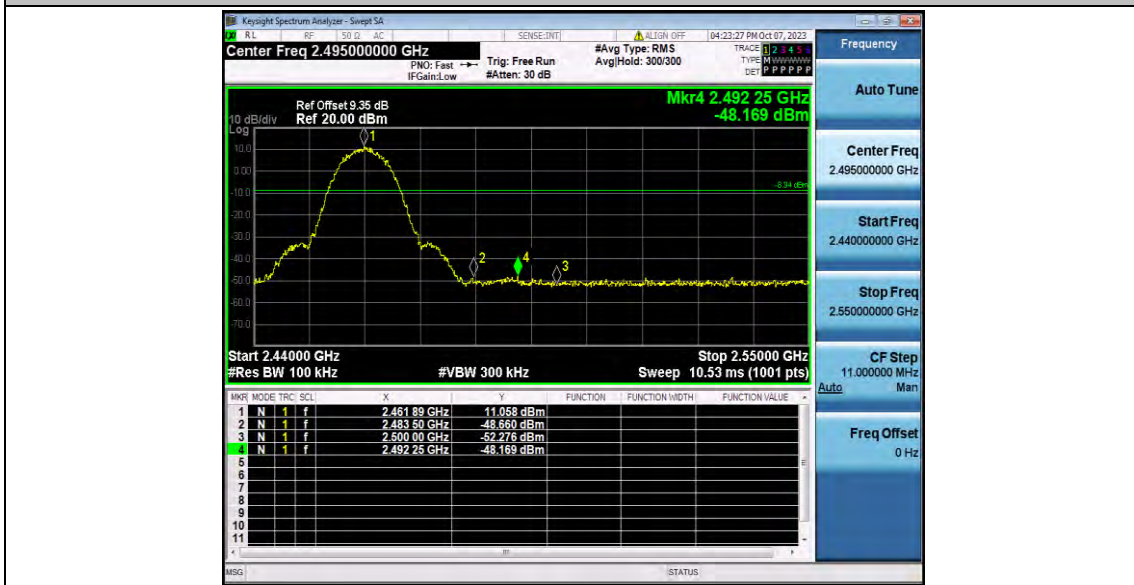 Keysight Spectrum Analyzer - Swept SA
RL RF 50 Ω AC SENSE:INT ALIGN OFF 04:23:27 PM Oct 07, 2023
Center Freq 2.495000000 GHz
PNO: Fast
IFGain:Low
Trig: Free Run
#Atten: 30 dB
#Avg Type: RMS
Avg|Hold: 300/300
TRACE 1 2 3 4 5 6
TYPE M WWWWW
DET P P P P P P
Frequency
Auto Tune
Center Freq
2.495000000 GHz
Start Freq
2.440000000 GHz
Stop Freq
2.550000000 GHz
CF Step
11.000000 MHz
Auto Man
Freq Offset
0 Hz
Mkr4 2.492 25 GHz
-48.169 dBm
Ref Offset 9.35 dB
10 dB/div Ref 20.00 dBm
Log
10.0
0.00
-10.0
-20.0
-30.0
-40.0
-50.0
-60.0
-70.0
1
2
4
3
-8.94 dBm
Start 2.44000 GHz Stop 2.55000 GHz
#Res BW 100 kHz #VBW 300 kHz Sweep 10.53 ms (1001 pts)
MKR MODE TRC SCL X Y FUNCTION FUNCTION WIDTH FUNCTION VALUE
1 N 1 f 2.461 89 GHz 11.058 dBm
2 N 1 f 2.483 50 GHz -48.660 dBm
3 N 1 f 2.500 00 GHz -52.276 dBm
4 N 1 f 2.492 25 GHz -48.169 dBm
5
6
7
8
9
10
11
MSG STATUS